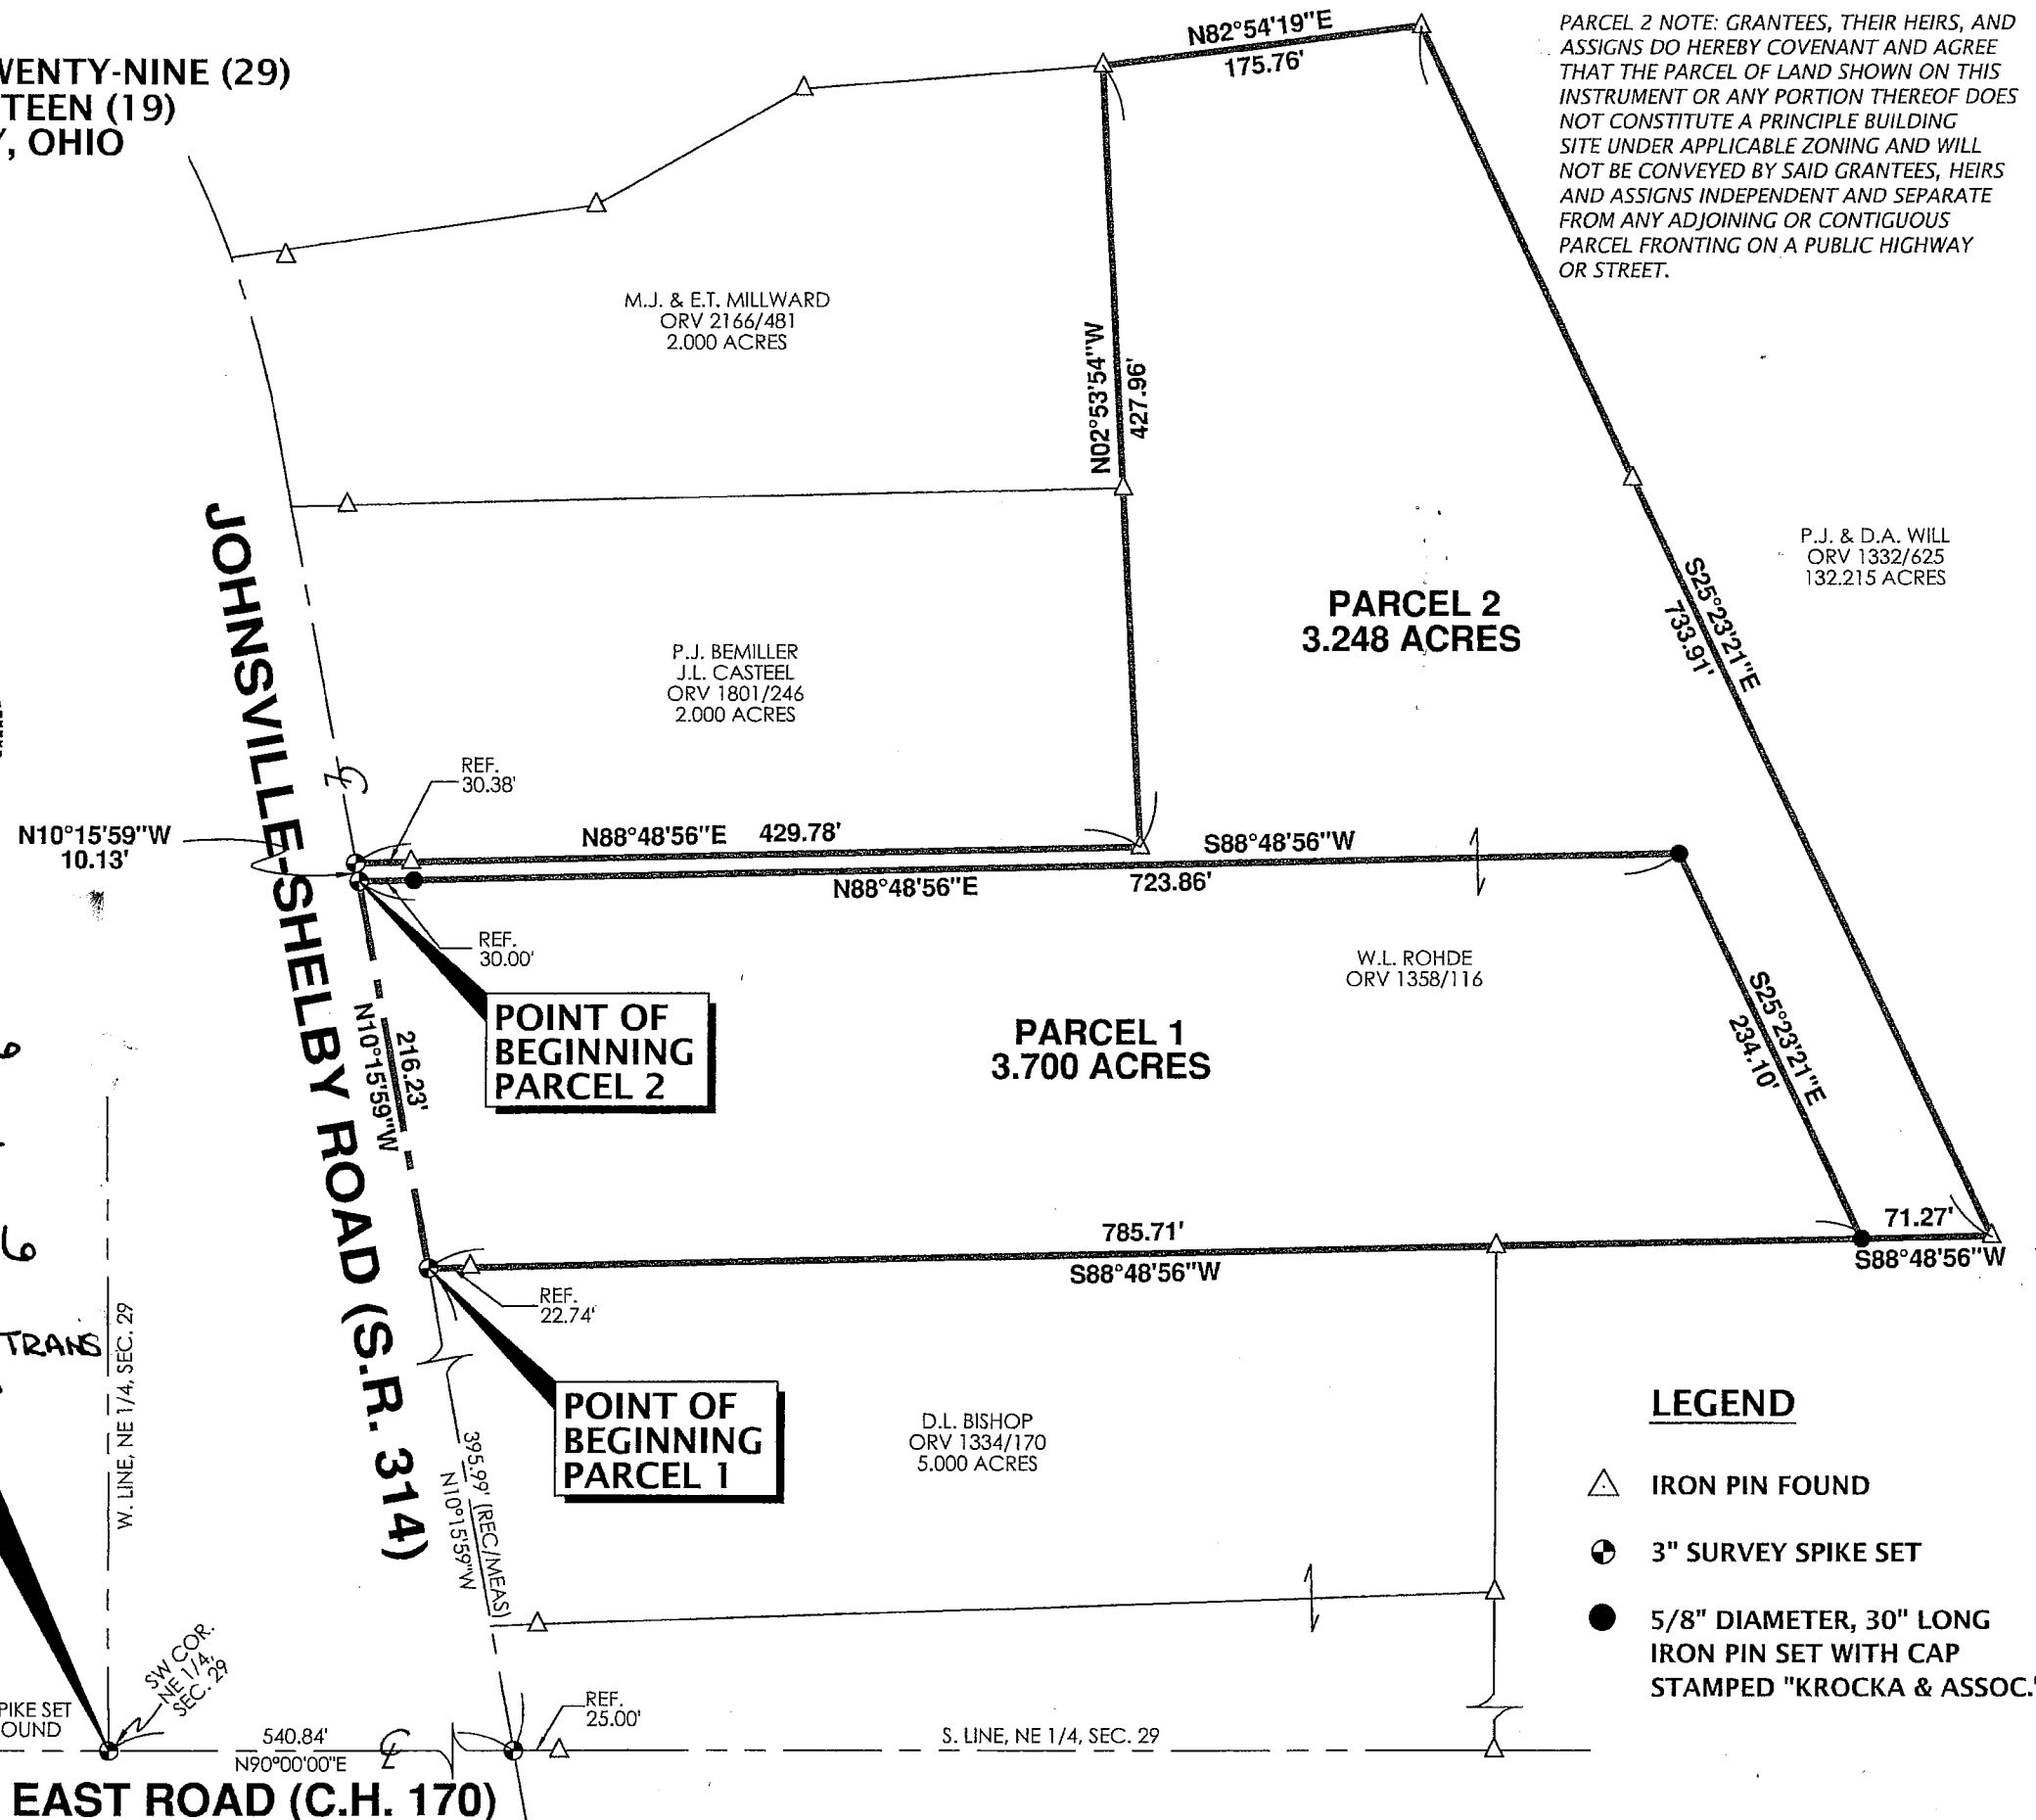 WENTY-NINE (29)
TEEN (19)
, OHIO
N82°54'19"E
175.76'
PARCEL 2 NOTE: GRANTEES, THEIR HEIRS, AND
ASSIGNS DO HEREBY COVENANT AND AGREE
THAT THE PARCEL OF LAND SHOWN ON THIS
INSTRUMENT OR ANY PORTION THEREOF DOES
NOT CONSTITUTE A PRINCIPLE BUILDING
SITE UNDER APPLICABLE ZONING AND WILL
NOT BE CONVEYED BY SAID GRANTEES, HEIRS
AND ASSIGNS INDEPENDENT AND SEPARATE
FROM ANY ADJOINING OR CONTIGUOUS
PARCEL FRONTING ON A PUBLIC HIGHWAY
OR STREET.
M.J. & E.T. MILLWARD
ORV 2166/481
2.000 ACRES
N02°53'54"W
427.96'
P.J. & D.A. WILL
ORV 1332/625
132.215 ACRES
S25°23'21"E
733.91'
PARCEL 2
3.248 ACRES
P.J. BEMILLER
J.L. CASTEEL
ORV 1801/246
2.000 ACRES
JOHNSVILLE-SHELBY ROAD (S.R. 314)
REF.
30.38'
N10°15'59"W
10.13'
N88°48'56"E 429.78'
S88°48'56"W
N88°48'56"E
723.86'
REF.
30.00'
W.L. ROHDE
ORV 1358/116
POINT OF
BEGINNING
PARCEL 2
216.23'
N10°15'59"W
PARCEL 1
3.700 ACRES
S25°23'21"E
234.10'
6
785.71'
S88°48'56"W
71.27'
S88°48'56"W
REF.
22.74'
TRANS
W. LINE, NE 1/4, SEC. 29
POINT OF
BEGINNING
PARCEL 1
395.99' (REC/MEAS)
N10°15'59"W
D.L. BISHOP
ORV 1334/170
5.000 ACRES
LEGEND
IRON PIN FOUND
3" SURVEY SPIKE SET
5/8" DIAMETER, 30" LONG
IRON PIN SET WITH CAP
STAMPED "KROCKA & ASSOC."
SW COR.
NE 1/4,
SEC. 29
PIKE SET
OUND
540.84'
N90°00'00"E
REF.
25.00'
S. LINE, NE 1/4, SEC. 29
EAST ROAD (C.H. 170)